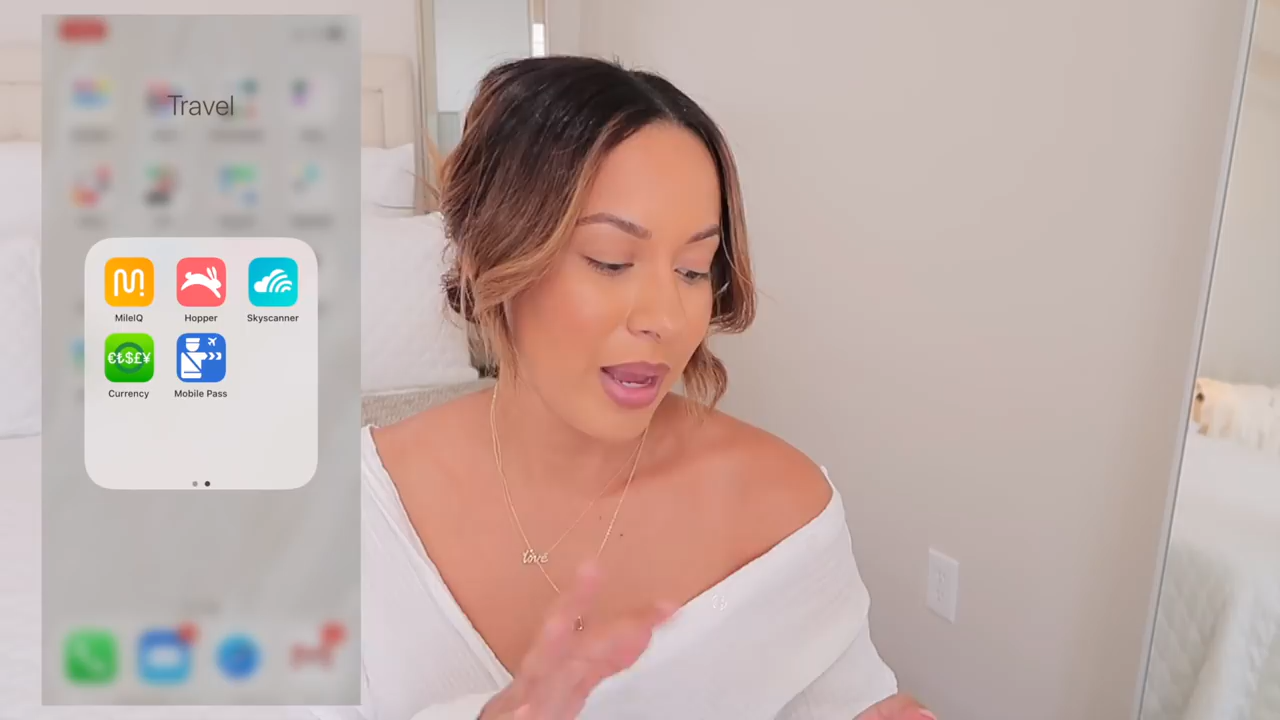 Travel
MileIQ Hopper Skyscanner
€₺$£¥
Currency Mobile Pass
love